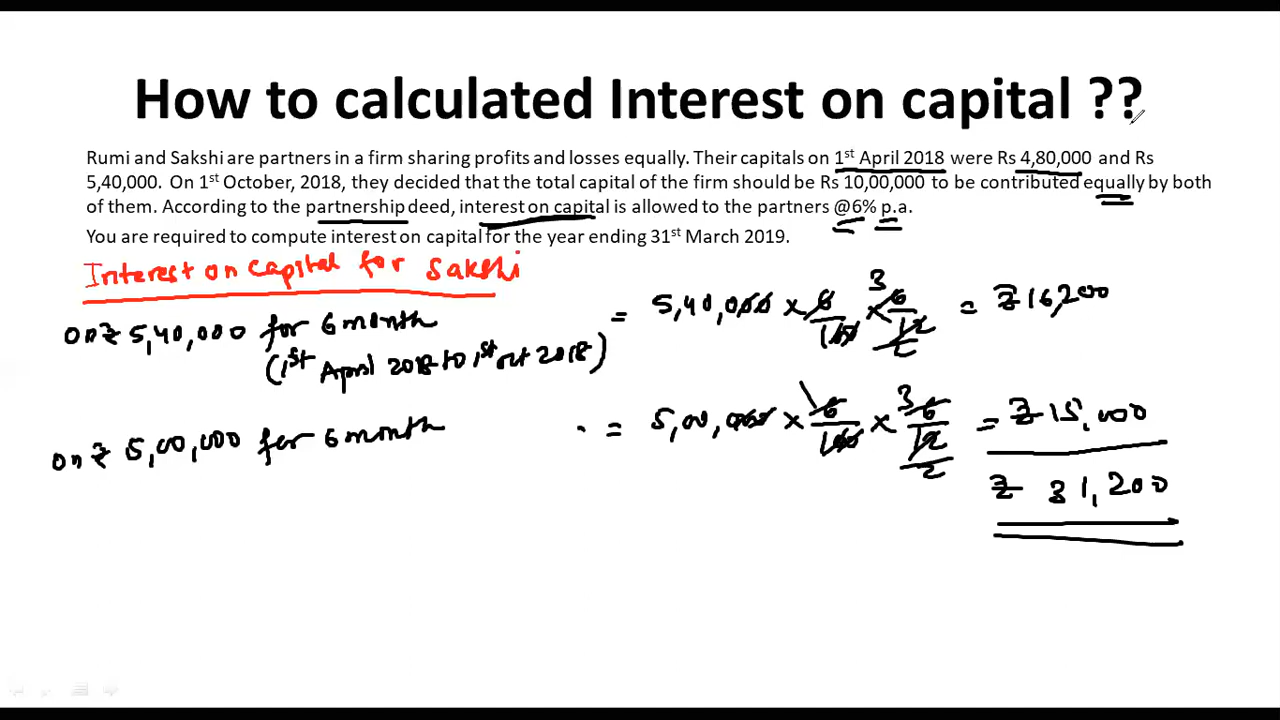 How to calculated Interest on capital ??
Rumi and Sakshi are partners in a firm sharing profits and losses equally. Their capitals on 1st April 2018 were Rs 4,80,000 and Rs
5,40,000. On 1st October, 2018, they decided that the total capital of the firm should be Rs 10,00,000 to be contributed equally by both
of them. According to the partnership deed, interest on capital is allowed to the partners @6% p.a.
You are required to compute interest on capital for the year ending 31st March 2019.
Interest on capital for Sakshi
on ₹ 5,40,000 for 6 month = 5,40,000 × 6/100 × 6/12 = ₹ 16,200
3
2
(1st April 2018 to 1st oct 2018)
on ₹ 5,00,000 for 6 month = 5,00,000 × 6/100 × 6/12 = ₹ 15,000
3
2
₹ 31,200